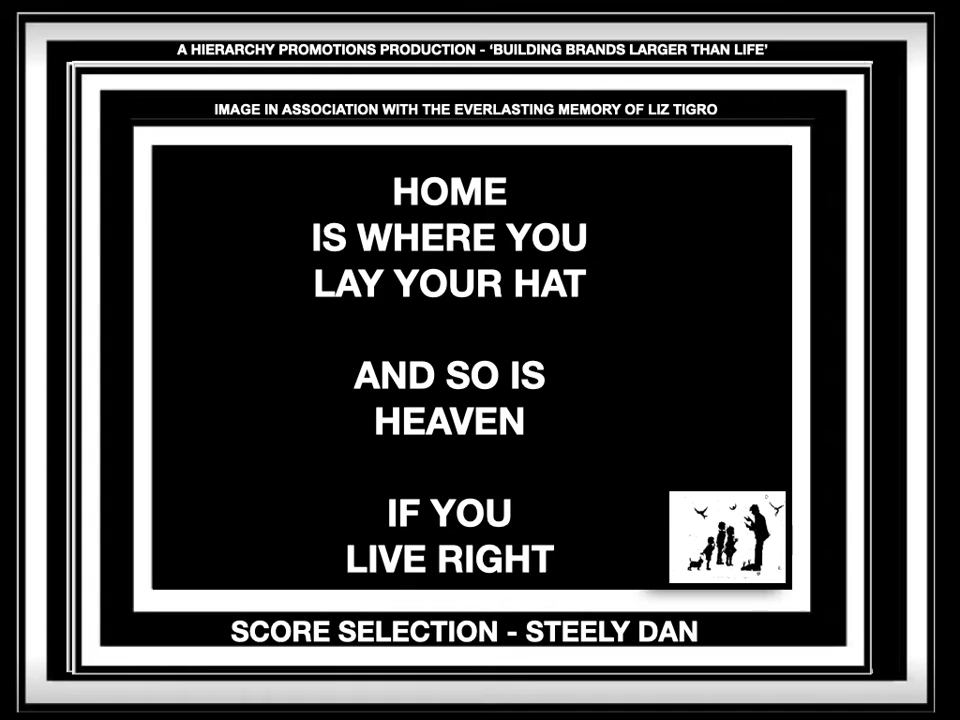 A HIERARCHY PROMOTIONS PRODUCTION - ‘BUILDING BRANDS LARGER THAN LIFE’
IMAGE IN ASSOCIATION WITH THE EVERLASTING MEMORY OF LIZ TIGRO
HOME
IS WHERE YOU
LAY YOUR HAT
AND SO IS
HEAVEN
IF YOU
LIVE RIGHT
SCORE SELECTION - STEELY DAN